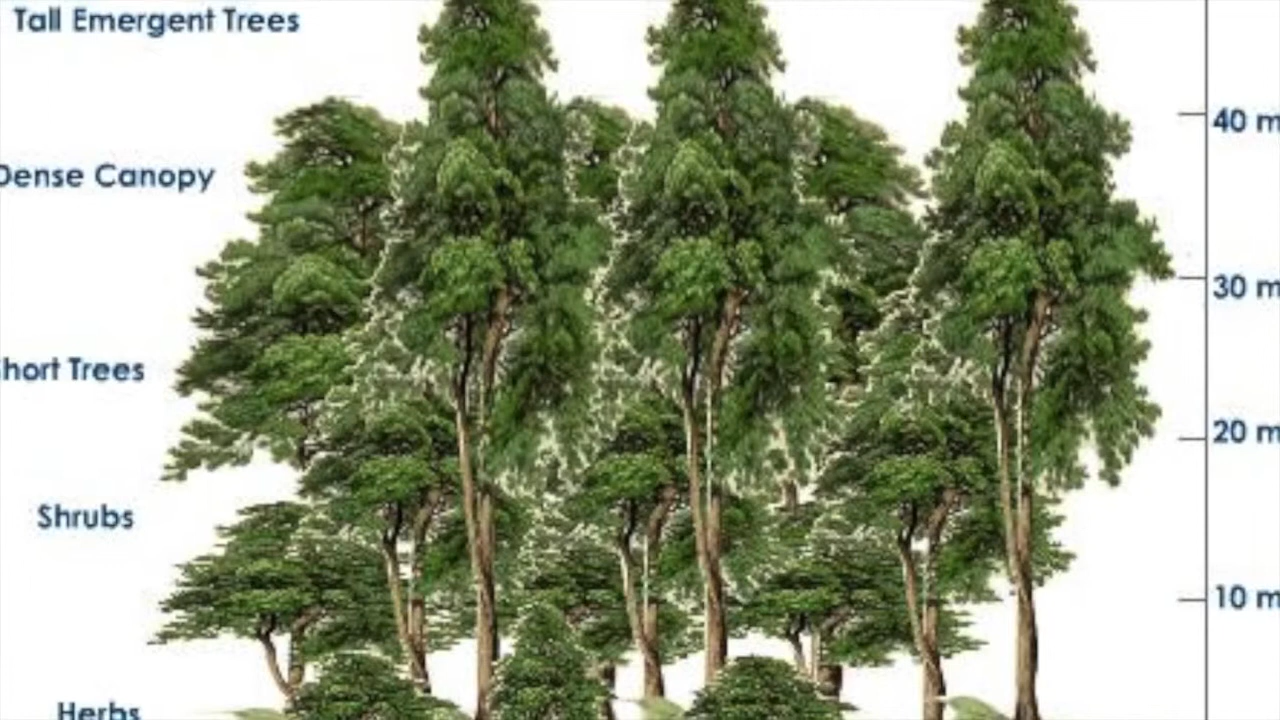 Tall Emergent Trees
40 m
Dense Canopy
30 m
hort Trees
20 m
Shrubs
10 m
Herbs